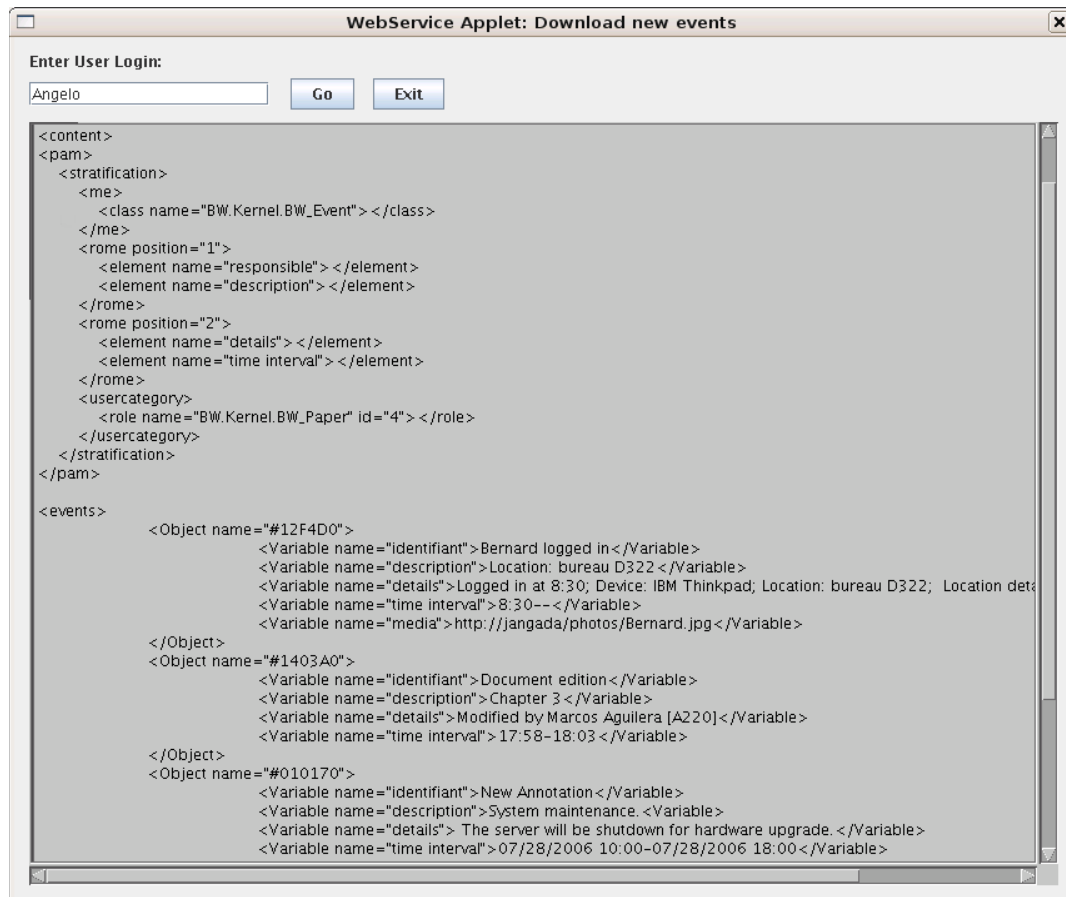 WebService Applet: Download new events
Enter User Login:
Angelo
Go
Exit
<content>
<pam>
<stratification>
<me>
<class name="BW.Kernel.BW_Event"></class>
</me>
<rome position="1">
<element name="responsible"></element>
<element name="description"></element>
</rome>
<rome position="2">
<element name="details"></element>
<element name="time interval"></element>
</rome>
<usercategory>
<role name="BW.Kernel.BW_Paper" id="4"></role>
</usercategory>
</stratification>
</pam>
<events>
<Object name="#12F4D0">
<Variable name="identifiant">Bernard logged in</Variable>
<Variable name="description">Location: bureau D322</Variable>
<Variable name="details">Logged in at 8:30; Device: IBM Thinkpad; Location: bureau D322; Location deta
<Variable name="time interval">8:30--</Variable>
<Variable name="media">http://jangada/photos/Bernard.jpg</Variable>
</Object>
<Object name="#1403A0">
<Variable name="identifiant">Document edition</Variable>
<Variable name="description">Chapter 3</Variable>
<Variable name="details">Modified by Marcos Aguilera [A220]</Variable>
<Variable name="time interval">17:58-18:03</Variable>
</Object>
<Object name="#010170">
<Variable name="identifiant">New Annotation</Variable>
<Variable name="description">System maintenance.<Variable>
<Variable name="details"> The server will be shutdown for hardware upgrade.</Variable>
<Variable name="time interval">07/28/2006 10:00-07/28/2006 18:00</Variable>